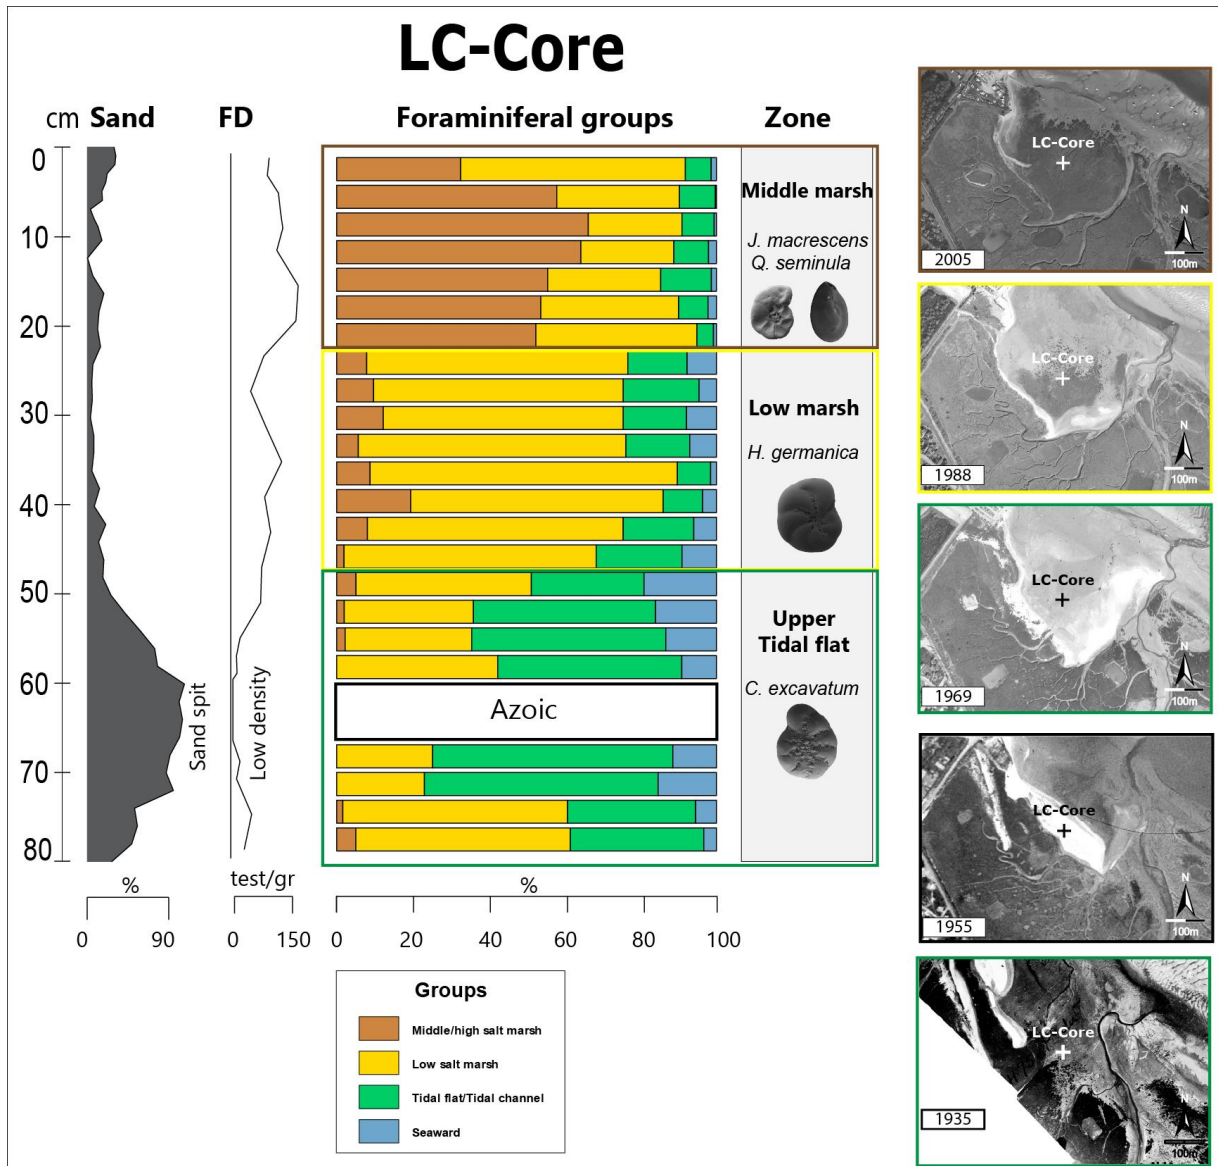 LC-Core
cm Sand FD Foraminiferal groups Zone
0
10
20
30
40
50
60
70
80
Sand spit
Low density
Azoic
Middle marsh
J. macrescens
Q. seminula
Low marsh
H. germanica
Upper
Tidal flat
C. excavatum
% test/gr %
0 90 0 150 0 20 40 60 80 100
Groups
Middle/high salt marsh
Low salt marsh
Tidal flat/Tidal channel
Seaward
LC-Core
N
2005 100m
LC-Core
N
1988 100m
LC-Core
N
1969 100m
LC-Core
N
1955 100m
LC-Core
N
1935 100m